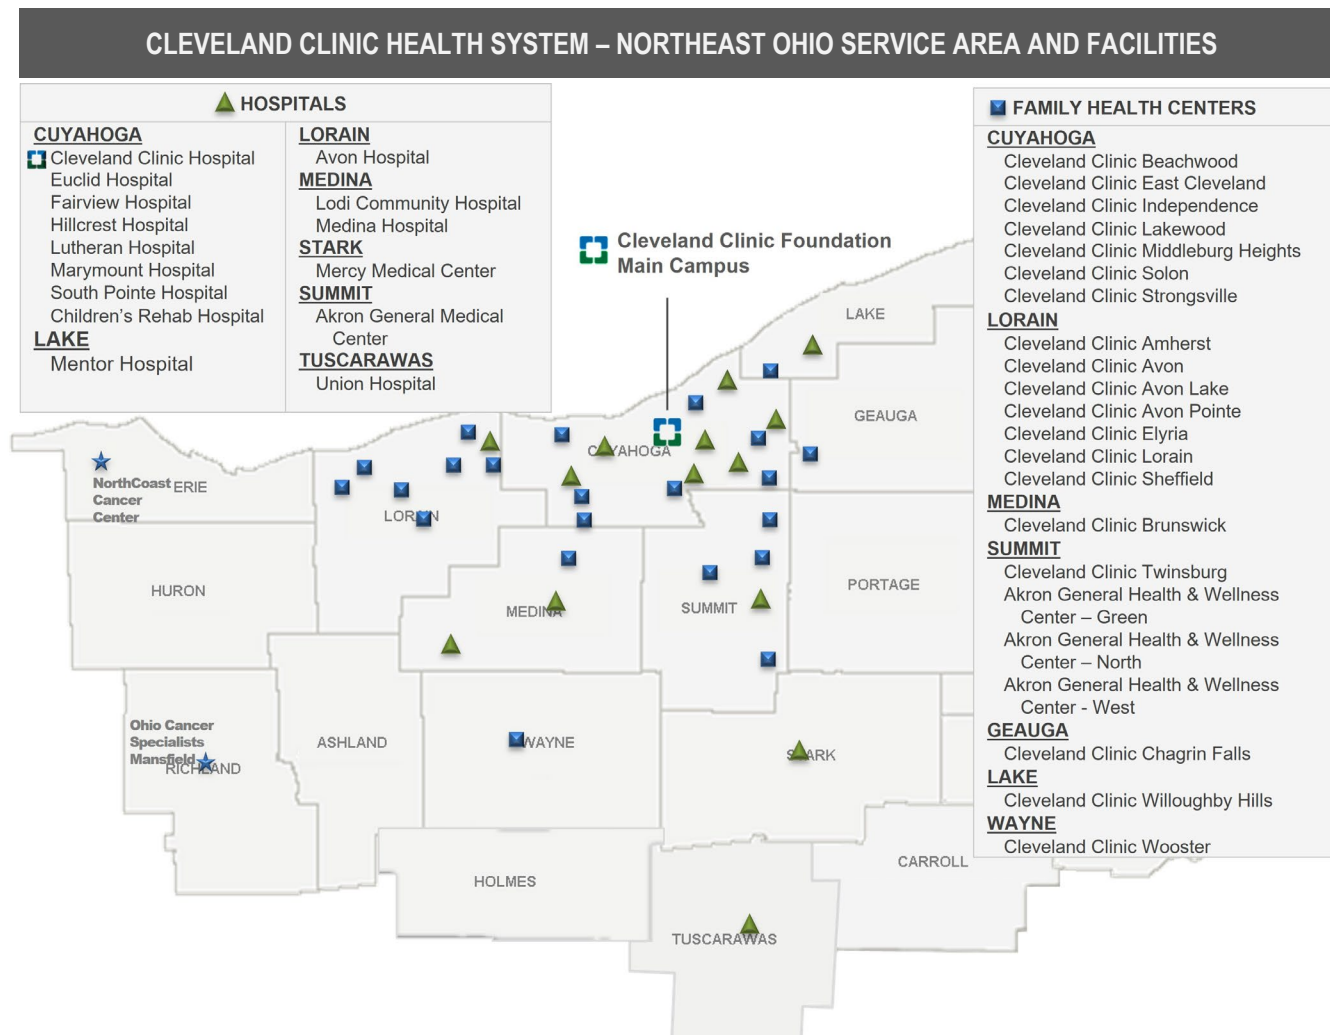 CLEVELAND CLINIC HEALTH SYSTEM – NORTHEAST OHIO SERVICE AREA AND FACILITIES
HOSPITALS
CUYAHOGA
Cleveland Clinic Hospital
Euclid Hospital
Fairview Hospital
Hillcrest Hospital
Lutheran Hospital
Marymount Hospital
South Pointe Hospital
Children’s Rehab Hospital
LAKE
Mentor Hospital
LORAIN
Avon Hospital
MEDINA
Lodi Community Hospital
Medina Hospital
STARK
Mercy Medical Center
SUMMIT
Akron General Medical
Center
TUSCARAWAS
Union Hospital
Cleveland Clinic Foundation
Main Campus
FAMILY HEALTH CENTERS
CUYAHOGA
Cleveland Clinic Beachwood
Cleveland Clinic East Cleveland
Cleveland Clinic Independence
Cleveland Clinic Lakewood
Cleveland Clinic Middleburg Heights
Cleveland Clinic Solon
Cleveland Clinic Strongsville
LORAIN
Cleveland Clinic Amherst
Cleveland Clinic Avon
Cleveland Clinic Avon Lake
Cleveland Clinic Avon Pointe
Cleveland Clinic Elyria
Cleveland Clinic Lorain
Cleveland Clinic Sheffield
MEDINA
Cleveland Clinic Brunswick
SUMMIT
Cleveland Clinic Twinsburg
Akron General Health & Wellness
Center – Green
Akron General Health & Wellness
Center – North
Akron General Health & Wellness
Center - West
GEAUGA
Cleveland Clinic Chagrin Falls
LAKE
Cleveland Clinic Willoughby Hills
WAYNE
Cleveland Clinic Wooster
LAKE
GEAUGA
CUYAHOGA
NorthCoast
Cancer
Center
ERIE
LORAIN
HURON
MEDINA
SUMMIT
PORTAGE
Ohio Cancer
Specialists
Mansfield
RICHLAND
ASHLAND
WAYNE
STARK
HOLMES
CARROLL
TUSCARAWAS